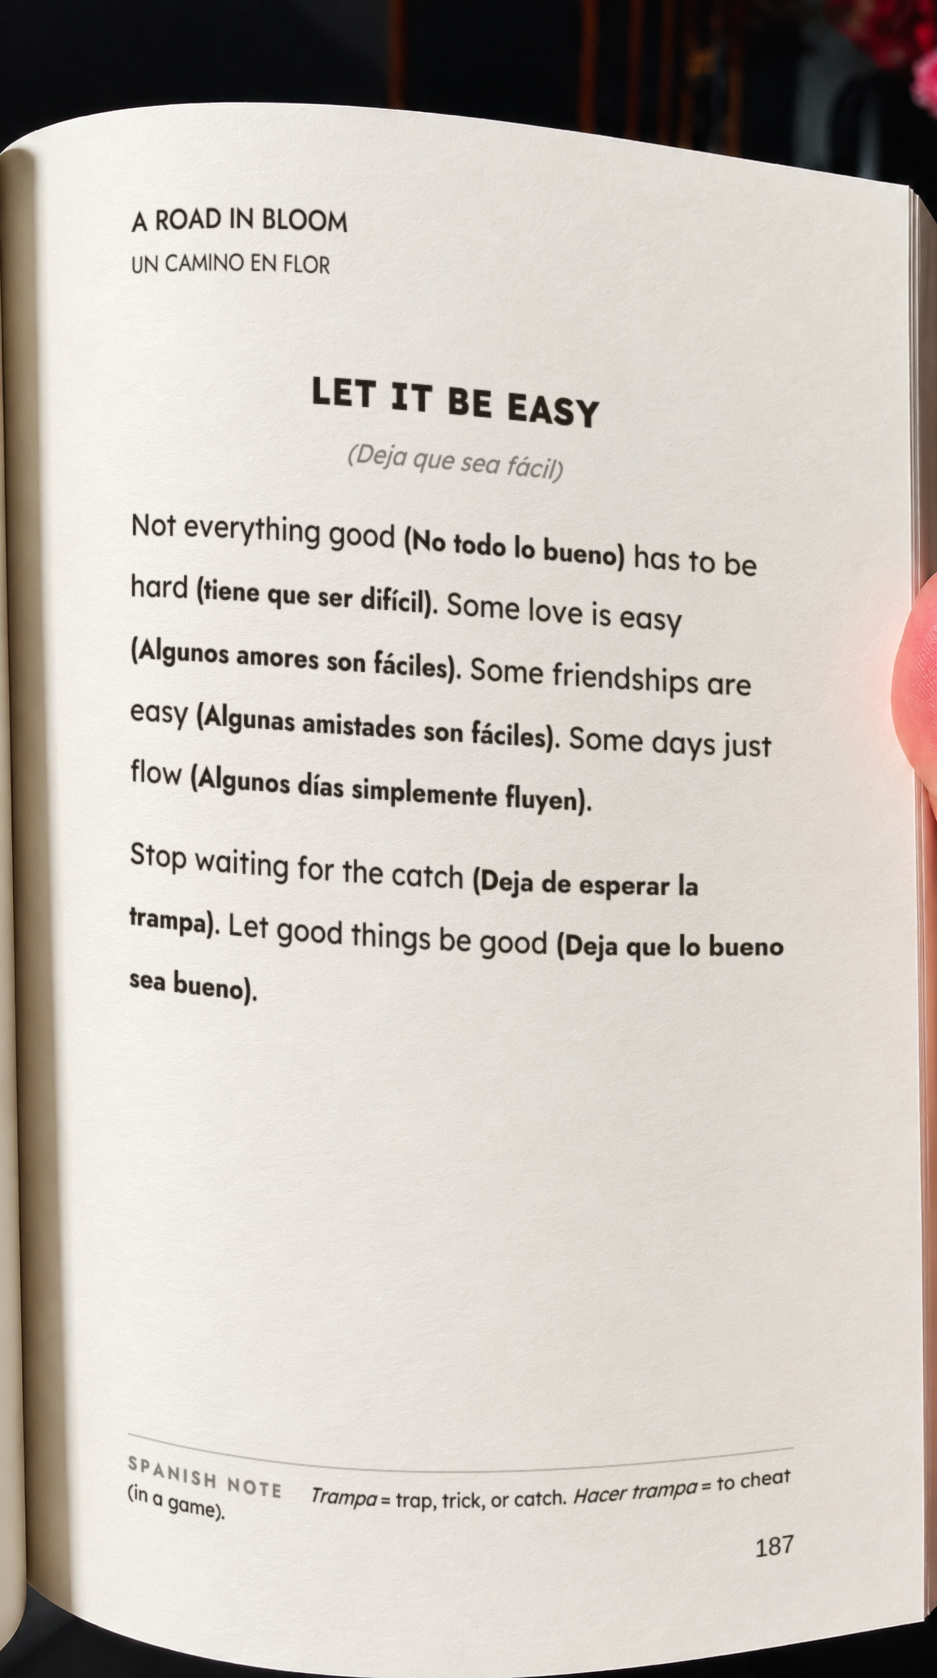 A ROAD IN BLOOM
UN CAMINO EN FLOR
LET IT BE EASY
(Deja que sea fácil)
Not everything good (No todo lo bueno) has to be
hard (tiene que ser difícil). Some love is easy
(Algunos amores son fáciles). Some friendships are
easy (Algunas amistades son fáciles). Some days just
flow (Algunos días simplemente fluyen).
Stop waiting for the catch (Deja de esperar la
trampa). Let good things be good (Deja que lo bueno
sea bueno).
SPANISH NOTE Trampa = trap, trick, or catch. Hacer trampa = to cheat
(in a game).
187